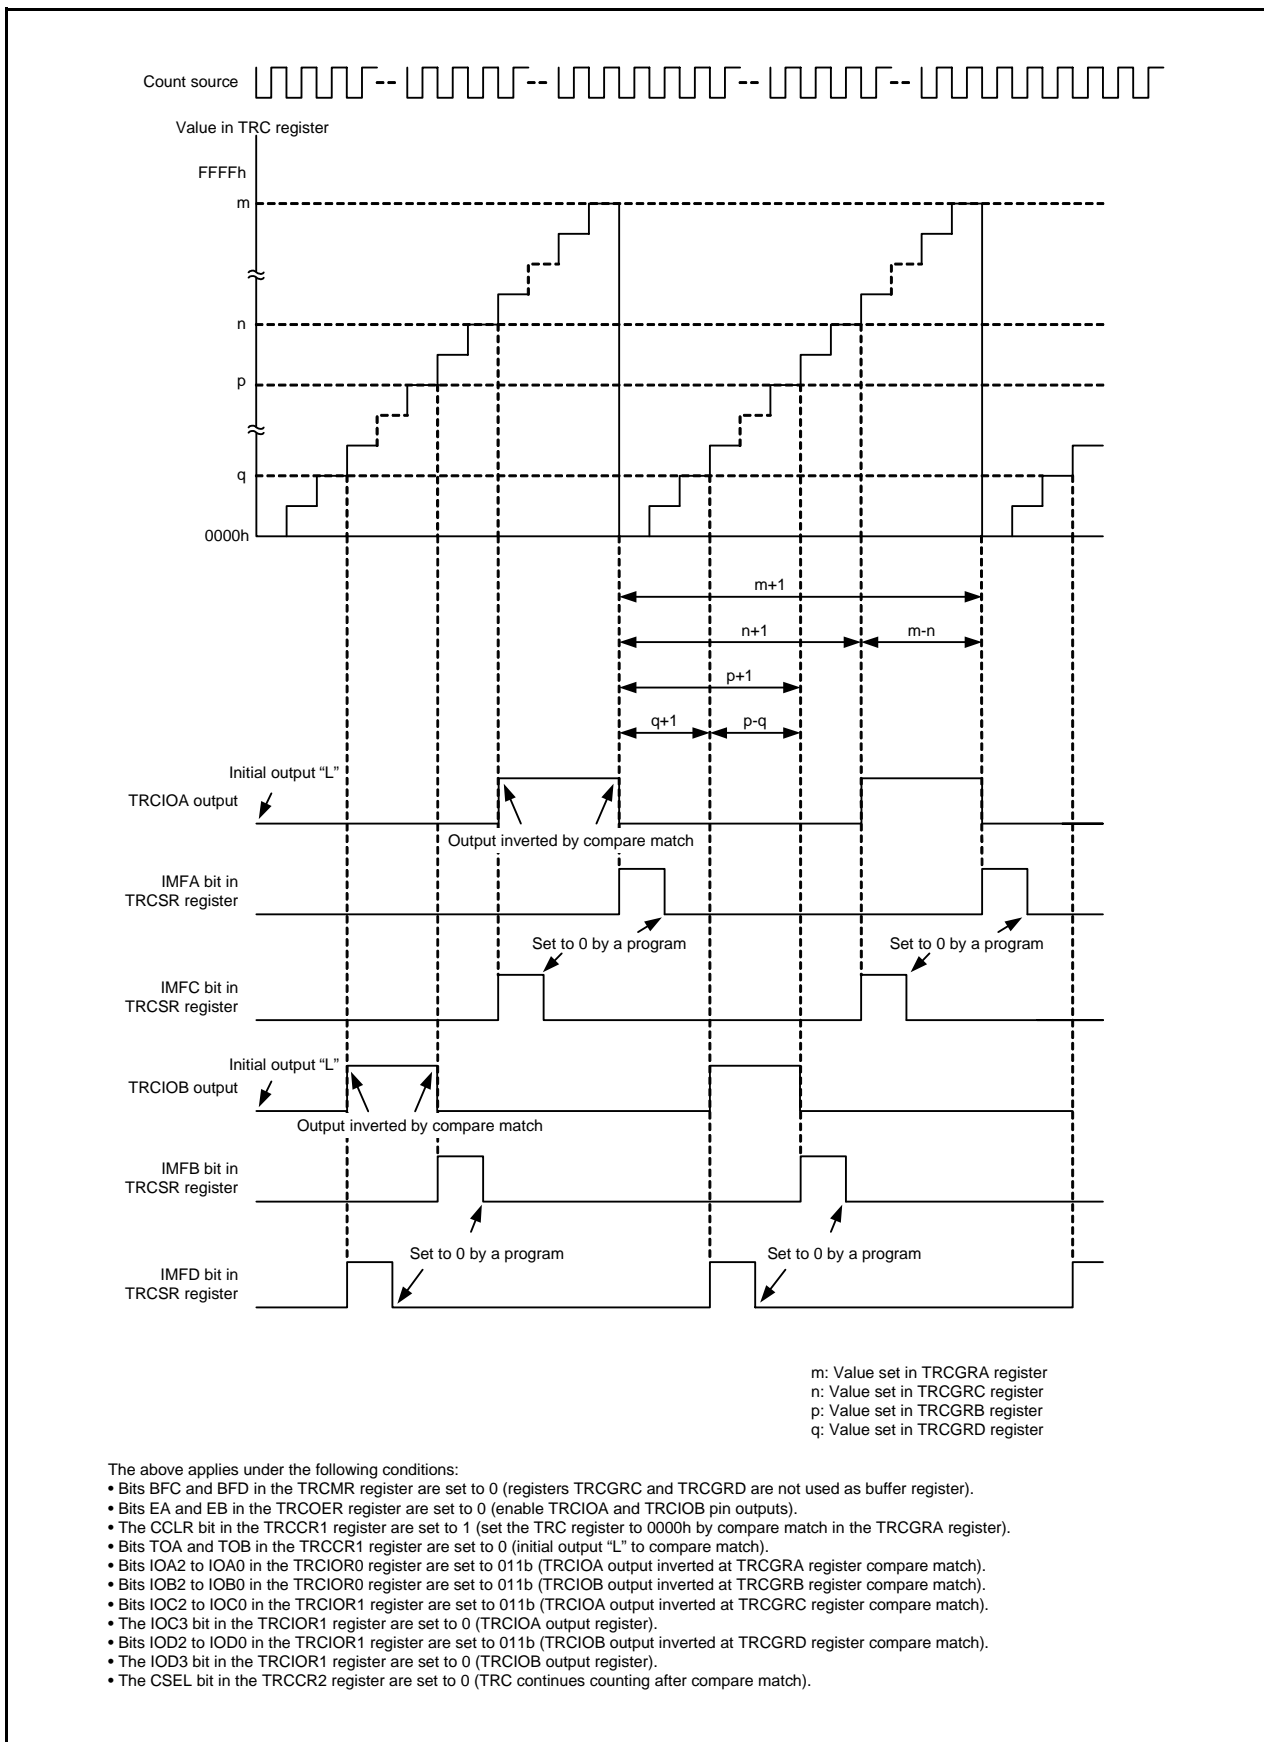 Count source
Value in TRC register
FFFFh
m
n
p
q
0000h
m+1
n+1
m-n
p+1
q+1
p-q
Initial output “L”
TRCIOA output
Output inverted by compare match
IMFA bit in
TRCSR register
Set to 0 by a program
Set to 0 by a program
IMFC bit in
TRCSR register
Initial output “L”
TRCIOB output
Output inverted by compare match
IMFB bit in
TRCSR register
Set to 0 by a program
Set to 0 by a program
IMFD bit in
TRCSR register
m: Value set in TRCGRA register
n: Value set in TRCGRC register
p: Value set in TRCGRB register
q: Value set in TRCGRD register
The above applies under the following conditions:
• Bits BFC and BFD in the TRCMR register are set to 0 (registers TRCGRC and TRCGRD are not used as buffer register).
• Bits EA and EB in the TRCOER register are set to 0 (enable TRCIOA and TRCIOB pin outputs).
• The CCLR bit in the TRCCR1 register are set to 1 (set the TRC register to 0000h by compare match in the TRCGRA register).
• Bits TOA and TOB in the TRCCR1 register are set to 0 (initial output “L” to compare match).
• Bits IOA2 to IOA0 in the TRCIOR0 register are set to 011b (TRCIOA output inverted at TRCGRA register compare match).
• Bits IOB2 to IOB0 in the TRCIOR0 register are set to 011b (TRCIOB output inverted at TRCGRB register compare match).
• Bits IOC2 to IOC0 in the TRCIOR1 register are set to 011b (TRCIOA output inverted at TRCGRC register compare match).
• The IOC3 bit in the TRCIOR1 register are set to 0 (TRCIOA output register).
• Bits IOD2 to IOD0 in the TRCIOR1 register are set to 011b (TRCIOB output inverted at TRCGRD register compare match).
• The IOD3 bit in the TRCIOR1 register are set to 0 (TRCIOB output register).
• The CSEL bit in the TRCCR2 register are set to 0 (TRC continues counting after compare match).